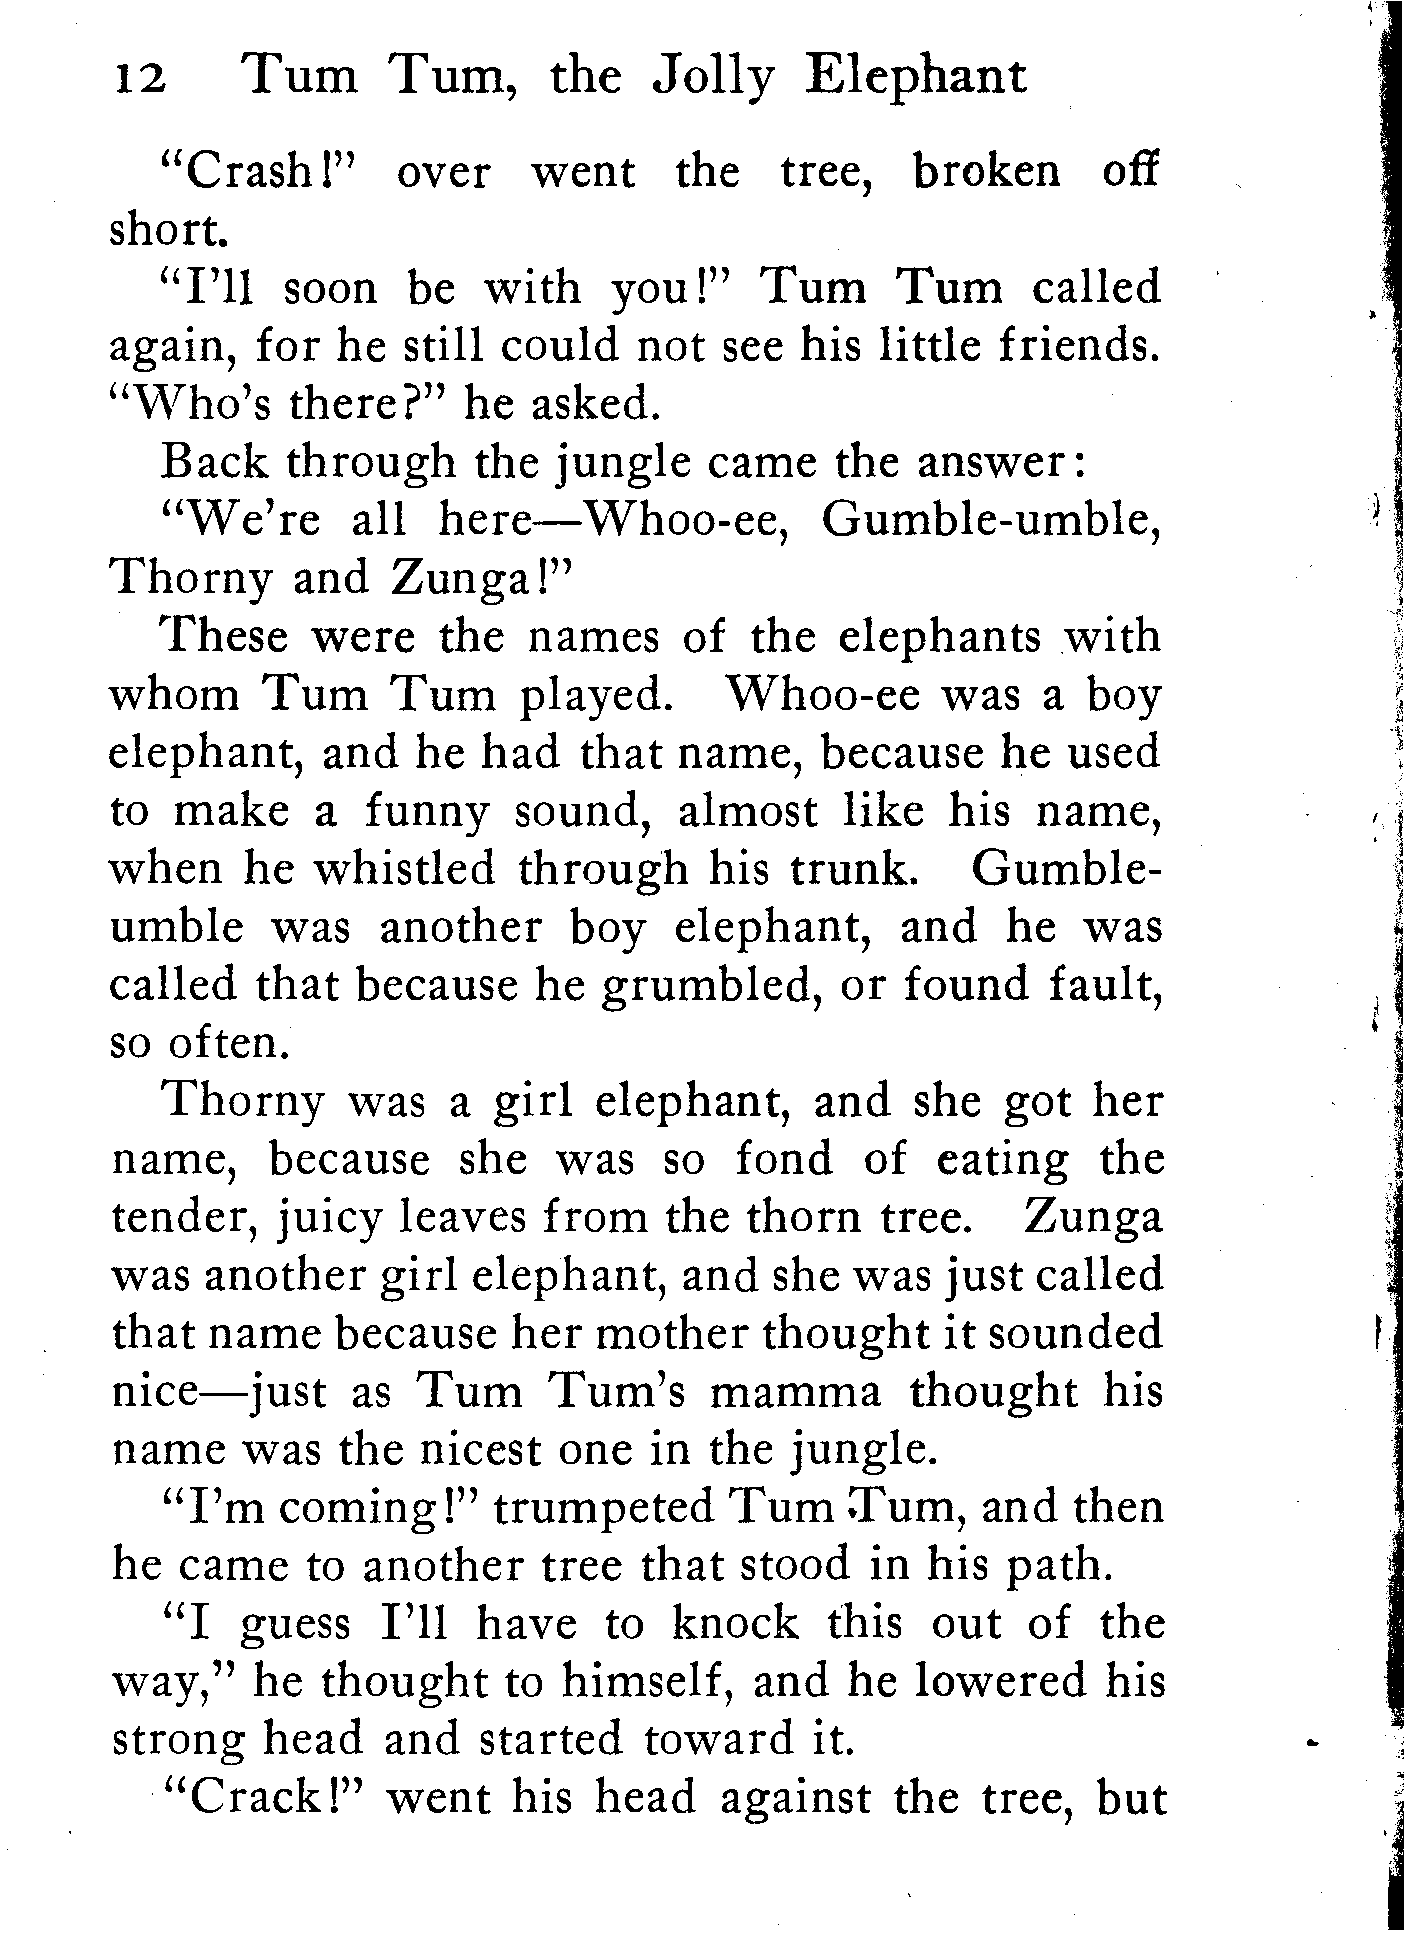 12 Tum Tum, the Jolly Elephant
“Crash!” over went the tree, broken off
short.
“I’ll soon be with you!” Tum Tum called
again, for he still could not see his little friends.
“Who’s there?” he asked.
Back through the jungle came the answer:
“We’re all here—Whoo-ee, Gumble-umble,
Thorny and Zunga!”
These were the names of the elephants with
whom Tum Tum played. Whoo-ee was a boy
elephant, and he had that name, because he used
to make a funny sound, almost like his name,
when he whistled through his trunk. Gumble-
umble was another boy elephant, and he was
called that because he grumbled, or found fault,
so often.
Thorny was a girl elephant, and she got her
name, because she was so fond of eating the
tender, juicy leaves from the thorn tree. Zunga
was another girl elephant, and she was just called
that name because her mother thought it sounded
nice—just as Tum Tum’s mamma thought his
name was the nicest one in the jungle.
“I’m coming!” trumpeted Tum Tum, and then
he came to another tree that stood in his path.
“I guess I’ll have to knock this out of the
way,” he thought to himself, and he lowered his
strong head and started toward it.
“Crack!” went his head against the tree, but